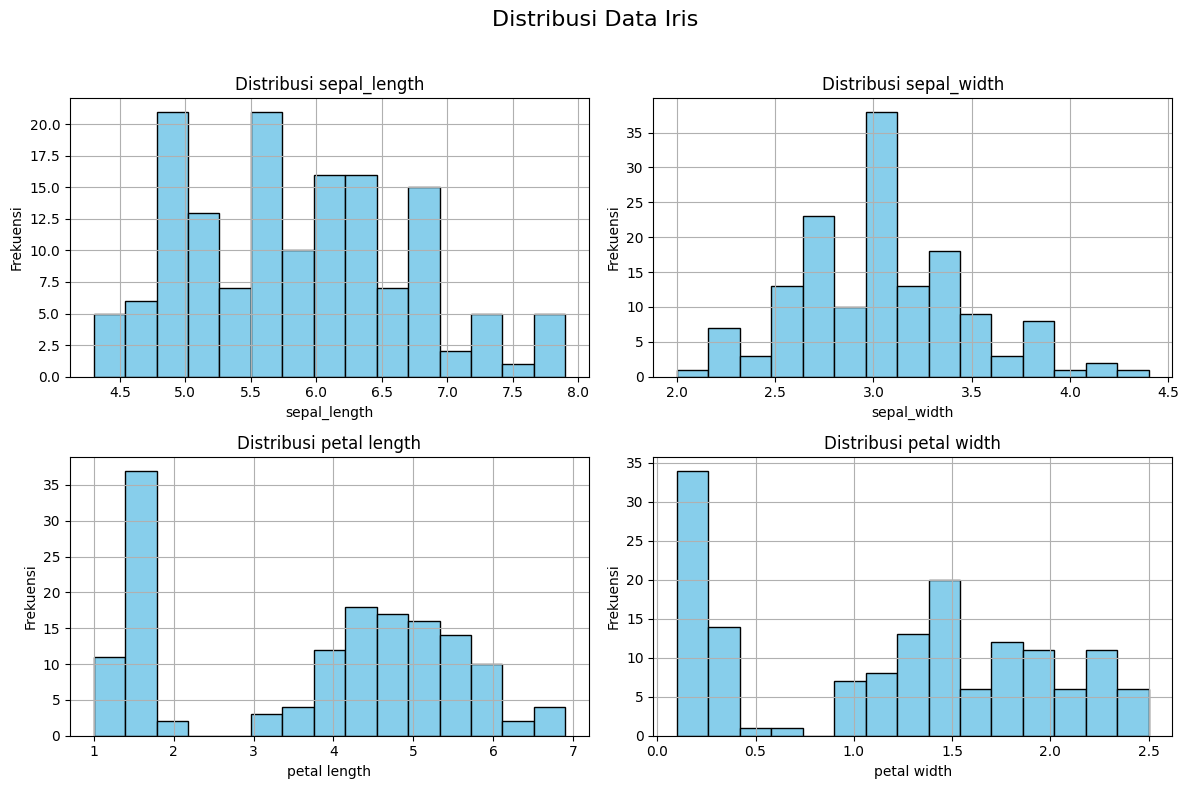 Distribusi Data Iris
Distribusi sepal_length
Frekuensi
20.0
17.5
15.0
12.5
10.0
7.5
5.0
2.5
0.0
4.5 5.0 5.5 6.0 6.5 7.0 7.5 8.0
sepal_length
Distribusi sepal_width
Frekuensi
35
30
25
20
15
10
5
0
2.0 2.5 3.0 3.5 4.0 4.5
sepal_width
Distribusi petal length
Frekuensi
35
30
25
20
15
10
5
0
1 2 3 4 5 6 7
petal length
Distribusi petal width
Frekuensi
35
30
25
20
15
10
5
0
0.0 0.5 1.0 1.5 2.0 2.5
petal width